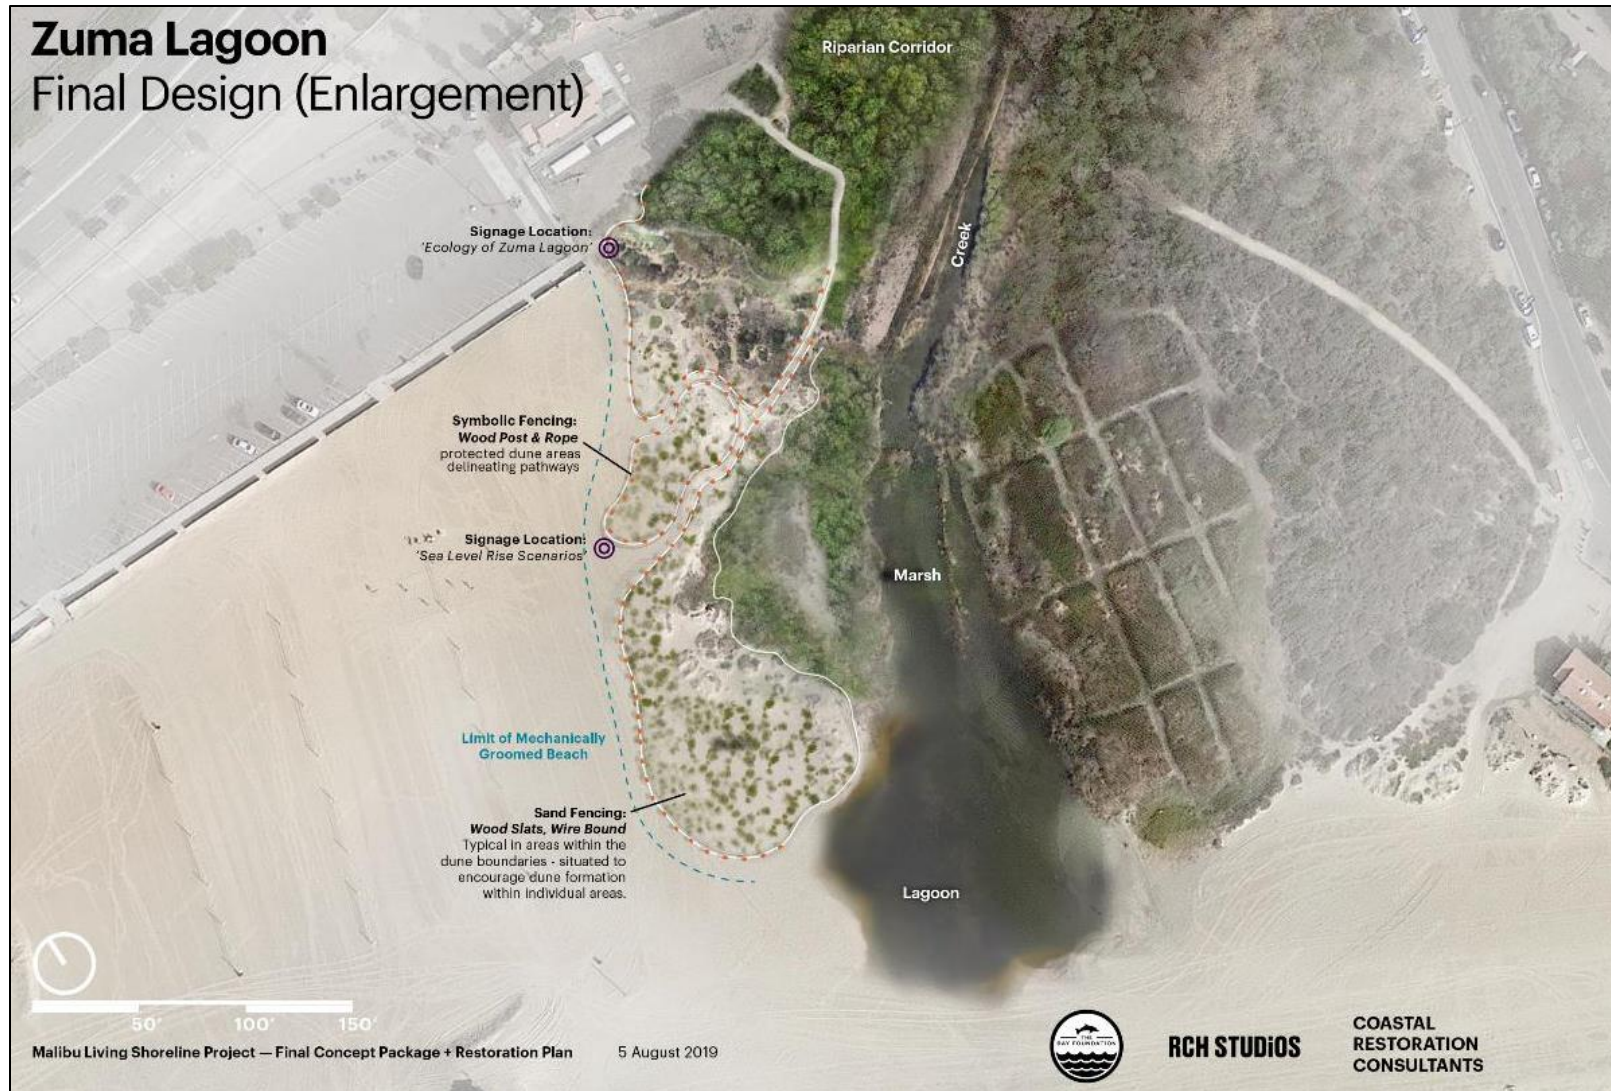 Zuma Lagoon
Final Design (Enlargement)
Riparian Corridor
Signage Location:
'Ecology of Zuma Lagoon'
Creek
Symbolic Fencing:
Wood Post & Rope
protected dune areas
delineating pathways
Signage Location:
'Sea Level Rise Scenarios'
Marsh
Limit of Mechanically
Groomed Beach
Sand Fencing:
Wood Slats, Wire Bound
Typical in areas within the
dune boundaries - situated to
encourage dune formation
within individual areas.
Lagoon
50' 100' 150'
Malibu Living Shoreline Project — Final Concept Package + Restoration Plan 5 August 2019
THE
BAY FOUNDATION
RCH STUDiOS
COASTAL
RESTORATION
CONSULTANTS